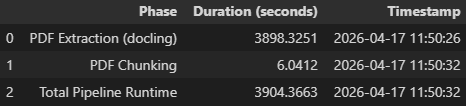 Phase Duration (seconds) Timestamp
0 PDF Extraction (docling) 3898.3251 2026-04-17 11:50:26
1 PDF Chunking 6.0412 2026-04-17 11:50:32
2 Total Pipeline Runtime 3904.3663 2026-04-17 11:50:32